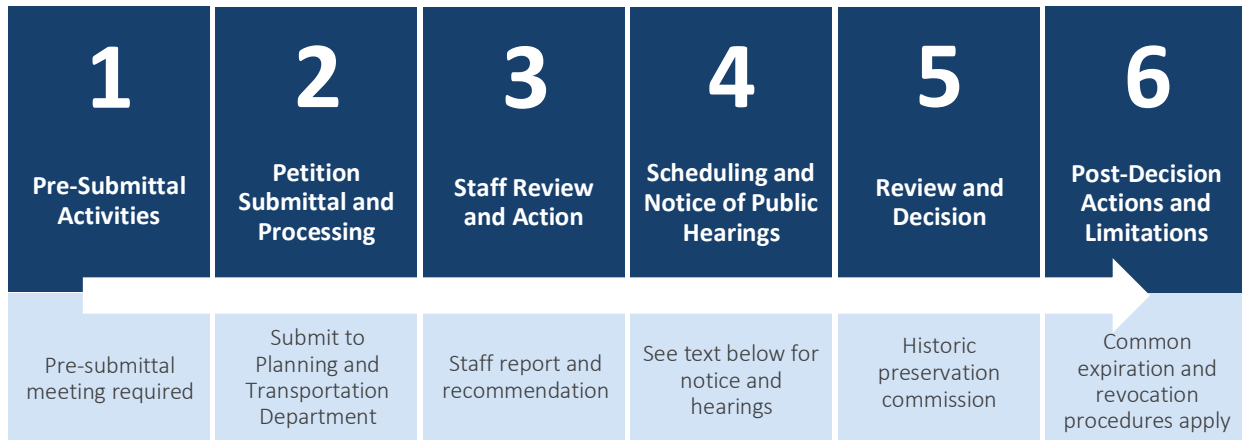 1
Pre-Submittal
Activities
Pre-submittal
meeting required
2
Petition
Submittal and
Processing
Submit to
Planning and
Transportation
Department
3
Staff Review
and Action
Staff report and
recommendation
4
Scheduling and
Notice of Public
Hearings
See text below for
notice and
hearings
5
Review and
Decision
Historic
preservation
commission
6
Post-Decision
Actions and
Limitations
Common
expiration and
revocation
procedures apply